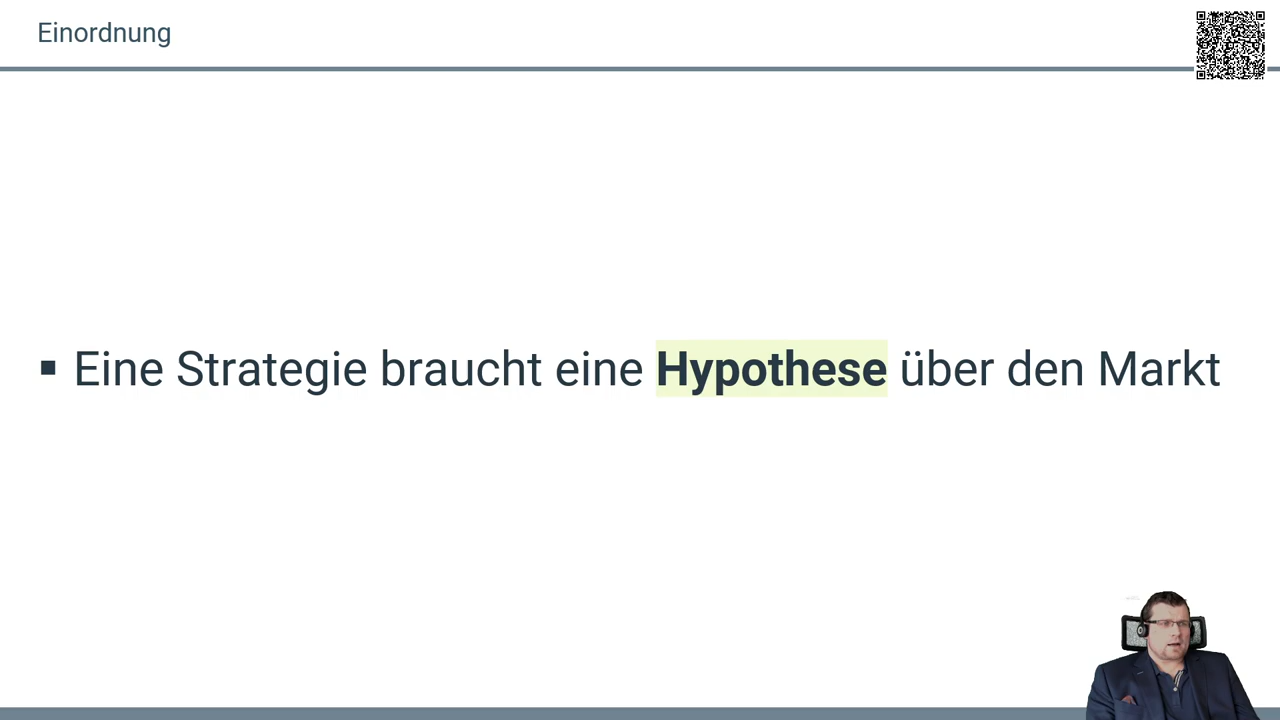 Einordnung
▪ Eine Strategie braucht eine Hypothese über den Markt